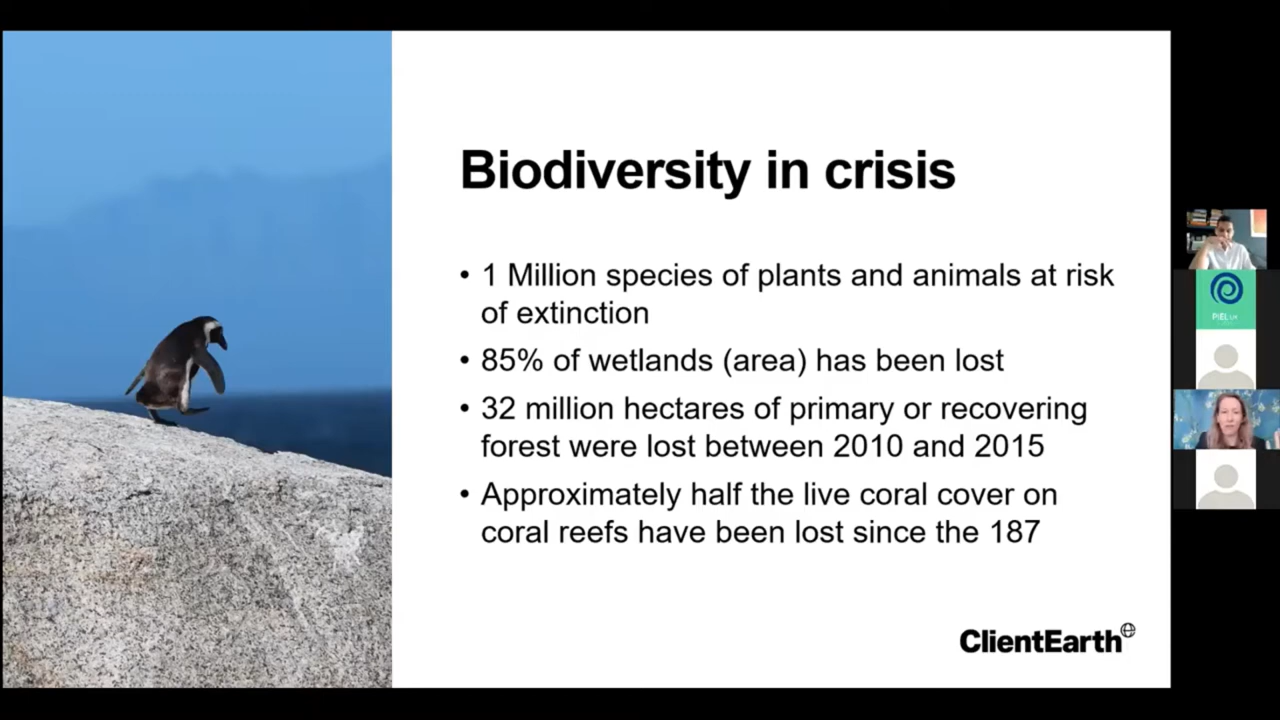 Biodiversity in crisis
• 1 Million species of plants and animals at risk
of extinction
• 85% of wetlands (area) has been lost
• 32 million hectares of primary or recovering
forest were lost between 2010 and 2015
• Approximately half the live coral cover on
coral reefs have been lost since the 187
ClientEarth
PIEL UK